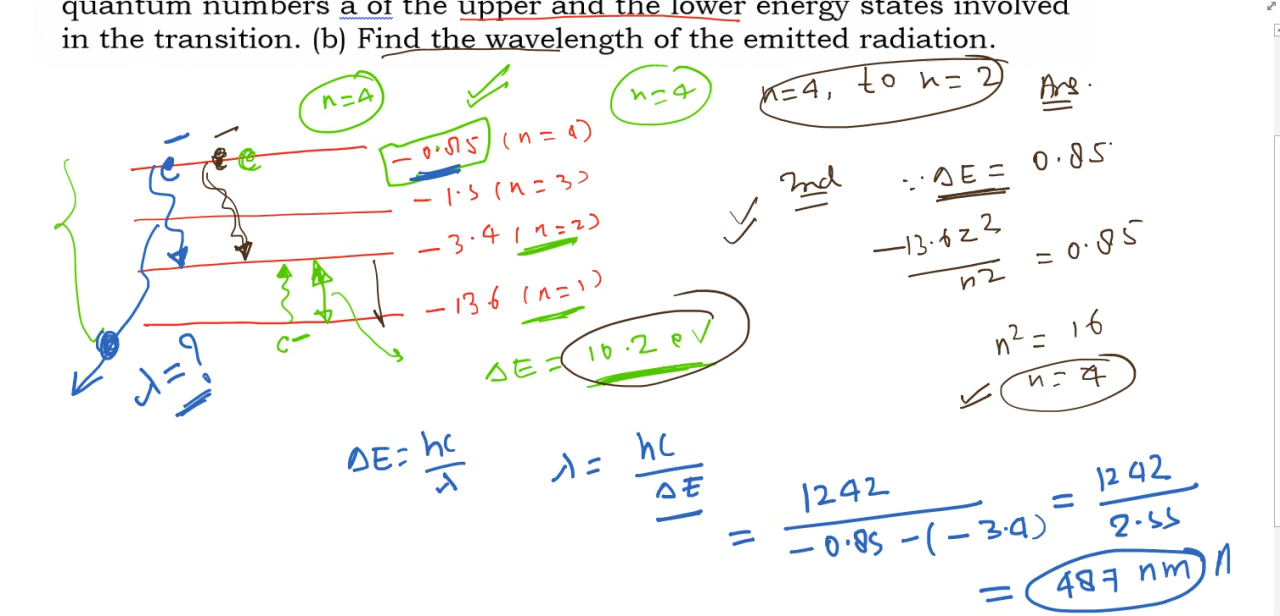 quantum numbers a of the upper and the lower energy states involved
in the transition. (b) Find the wavelength of the emitted radiation.
n=4
n=4
n=4, to n=2 Ans.
e⁻ e⁻ e
-0.85 (n=4)
-1.5 (n=3)
-3.4 (n=2)
-13.6 (n=1)
2nd
∵ ΔE = 0.85
-13.6z²/n² = 0.85
n² = 16
n=4
e⁻
ΔE = 10.2 eV
λ=?
ΔE = hc/λ
λ = hc/ΔE
= 1242/-0.85-(-3.4) = 1242/2.55
= 487 nm